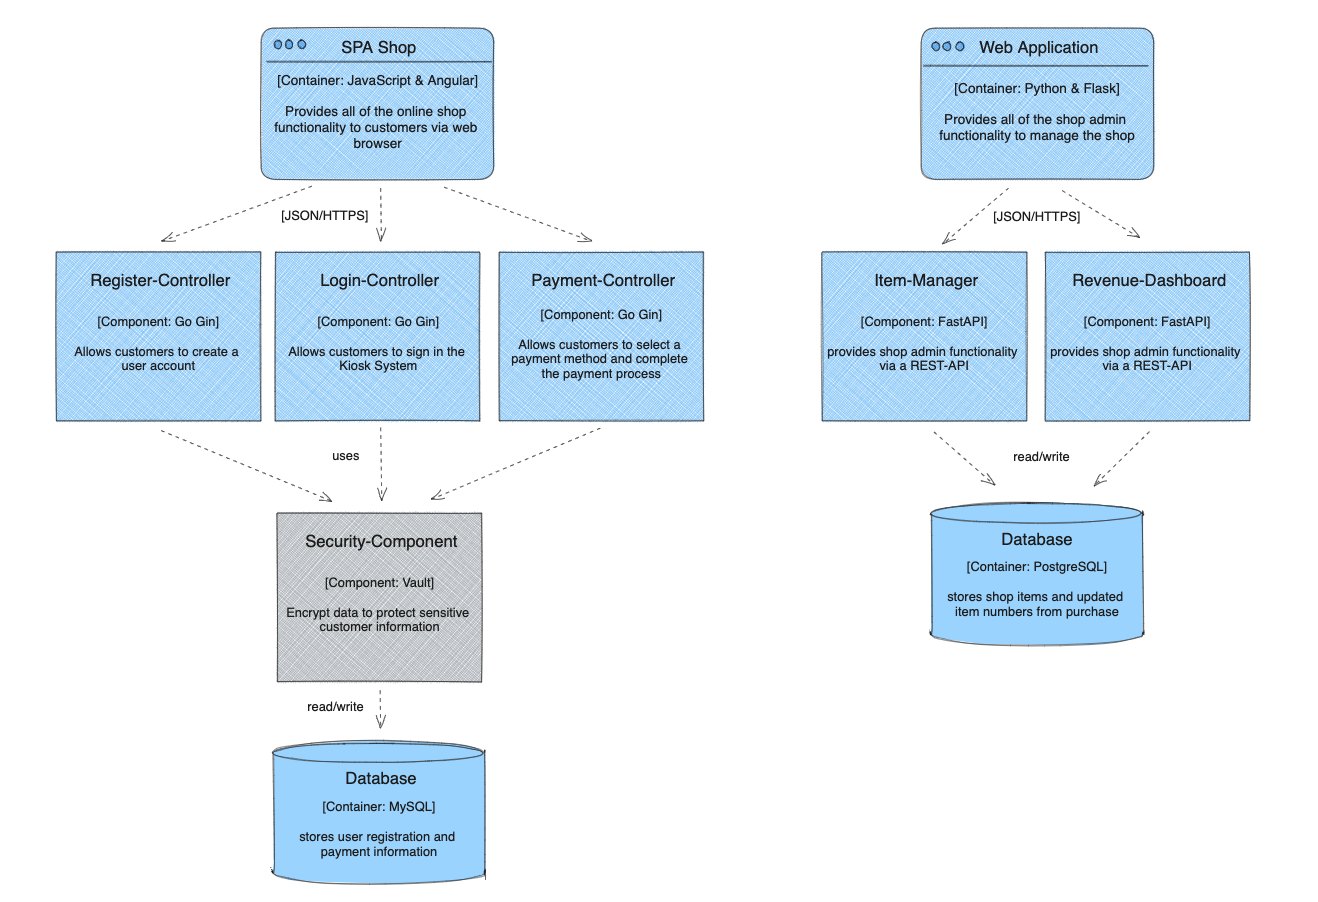 SPA Shop
[Container: JavaScript & Angular]
Provides all of the online shop
functionality to customers via web
browser
Web Application
[Container: Python & Flask]
Provides all of the shop admin
functionality to manage the shop
[JSON/HTTPS]
[JSON/HTTPS]
Register-Controller
[Component: Go Gin]
Allows customers to create a
user account
Login-Controller
[Component: Go Gin]
Allows customers to sign in the
Kiosk System
Payment-Controller
[Component: Go Gin]
Allows customers to select a
payment method and complete
the payment process
Item-Manager
[Component: FastAPI]
provides shop admin functionality
via a REST-API
Revenue-Dashboard
[Component: FastAPI]
provides shop admin functionality
via a REST-API
uses
read/write
Security-Component
[Component: Vault]
Encrypt data to protect sensitive
customer information
Database
[Container: PostgreSQL]
stores shop items and updated
item numbers from purchase
read/write
Database
[Container: MySQL]
stores user registration and
payment information